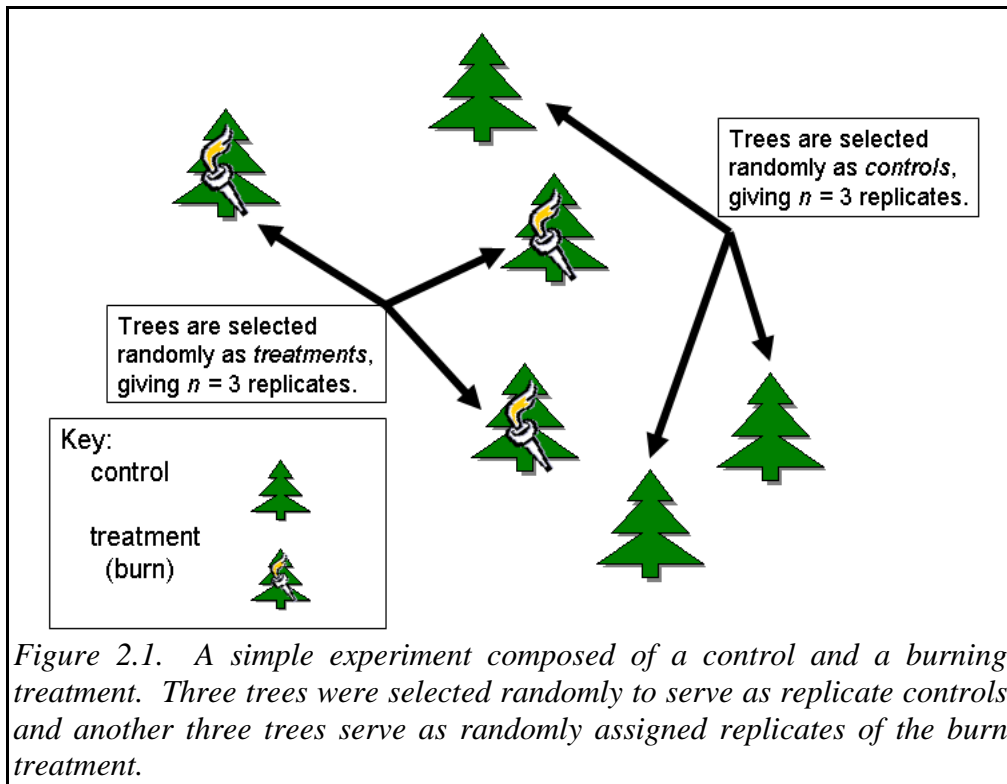 Trees are selected
randomly as controls,
giving n = 3 replicates.
Trees are selected
randomly as treatments,
giving n = 3 replicates.
Key:
control
treatment
(burn)
Figure 2.1. A simple experiment composed of a control and a burning
treatment. Three trees were selected randomly to serve as replicate controls
and another three trees serve as randomly assigned replicates of the burn
treatment.